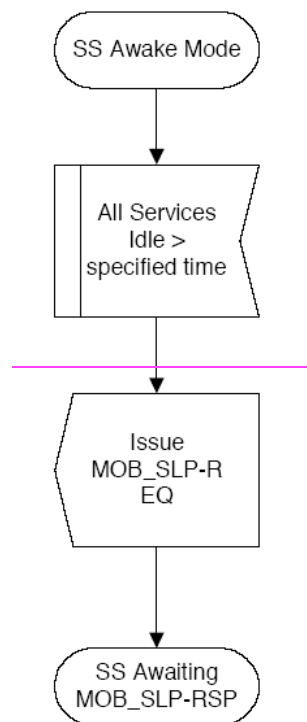 SS Awake Mode
All Services
Idle >
specified time
Issue
MOB_SLP-R
EQ
SS Awaiting
MOB_SLP-RSP